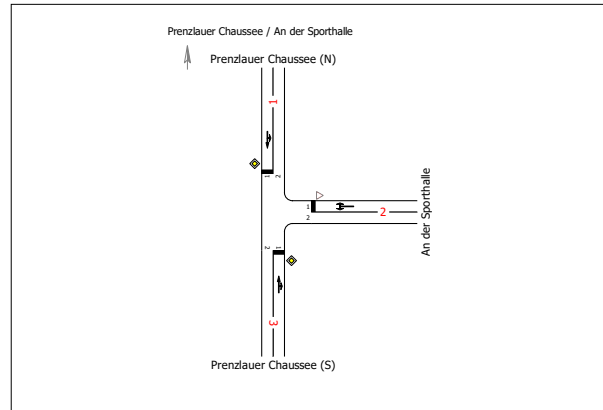 Prenzlauer Chaussee / An der Sporthalle
Prenzlauer Chaussee (N)
1
1
2
1
2
2
An der Sporthalle
2
1
3
Prenzlauer Chaussee (S)